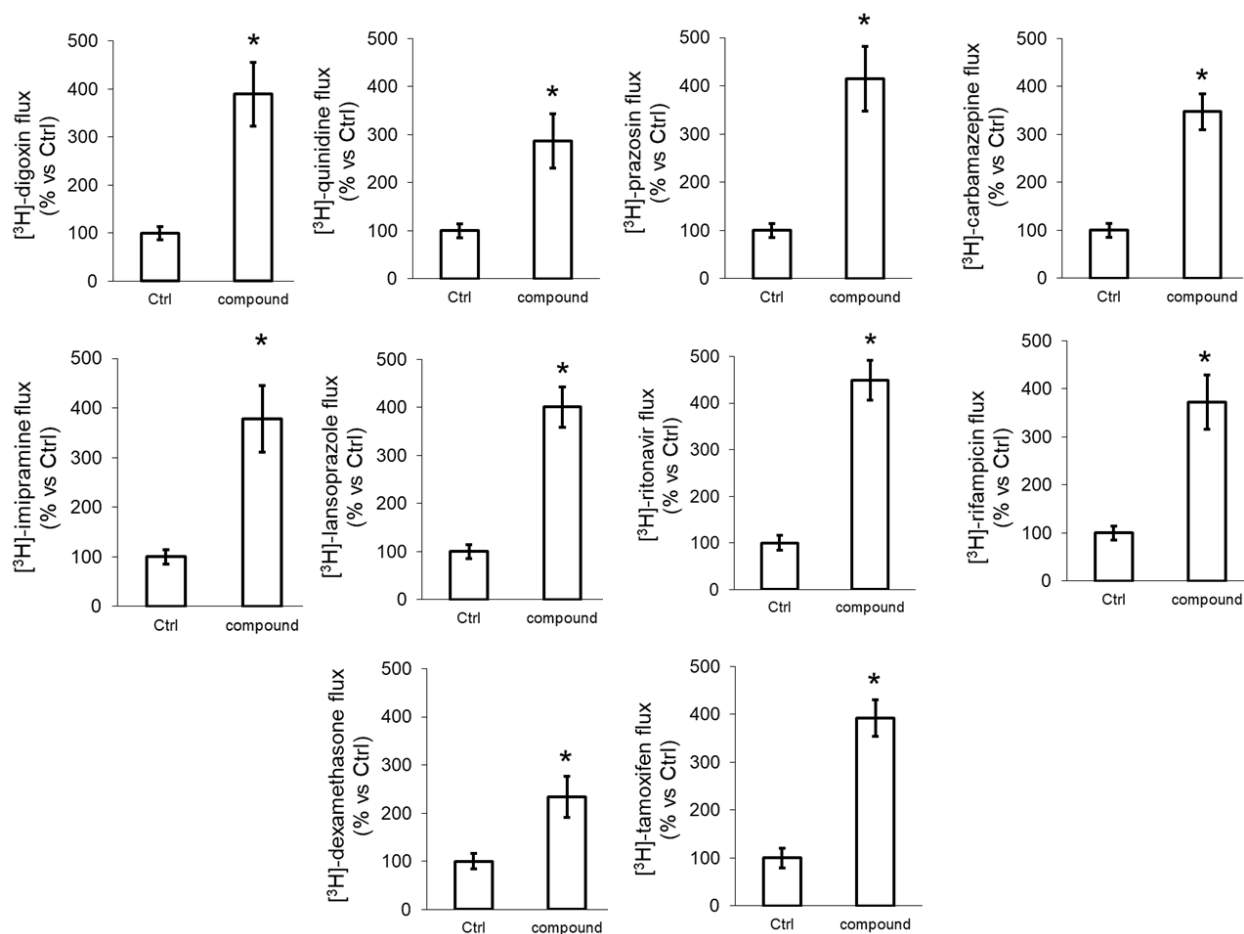 [³H]-digoxin flux
(% vs Ctrl)
500
400
300
200
100
0
*
Ctrl
compound
[³H]-quinidine flux
(% vs Ctrl)
500
400
300
200
100
0
*
Ctrl
compound
[³H]-prazosin flux
(% vs Ctrl)
500
400
300
200
100
0
*
Ctrl
compound
[³H]-carbamazepine flux
(% vs Ctrl)
500
400
300
200
100
0
*
Ctrl
compound
[³H]-imipramine flux
(% vs Ctrl)
500
400
300
200
100
0
*
Ctrl
compound
[³H]-lansoprazole flux
(% vs Ctrl)
500
400
300
200
100
0
*
Ctrl
compound
[³H]-ritonavir flux
(% vs Ctrl)
500
400
300
200
100
0
*
Ctrl
compound
[³H]-rifampicin flux
(% vs Ctrl)
500
400
300
200
100
0
*
Ctrl
compound
[³H]-dexamethasone flux
(% vs Ctrl)
500
400
300
200
100
0
*
Ctrl
compound
[³H]-tamoxifen flux
(% vs Ctrl)
500
400
300
200
100
0
*
Ctrl
compound